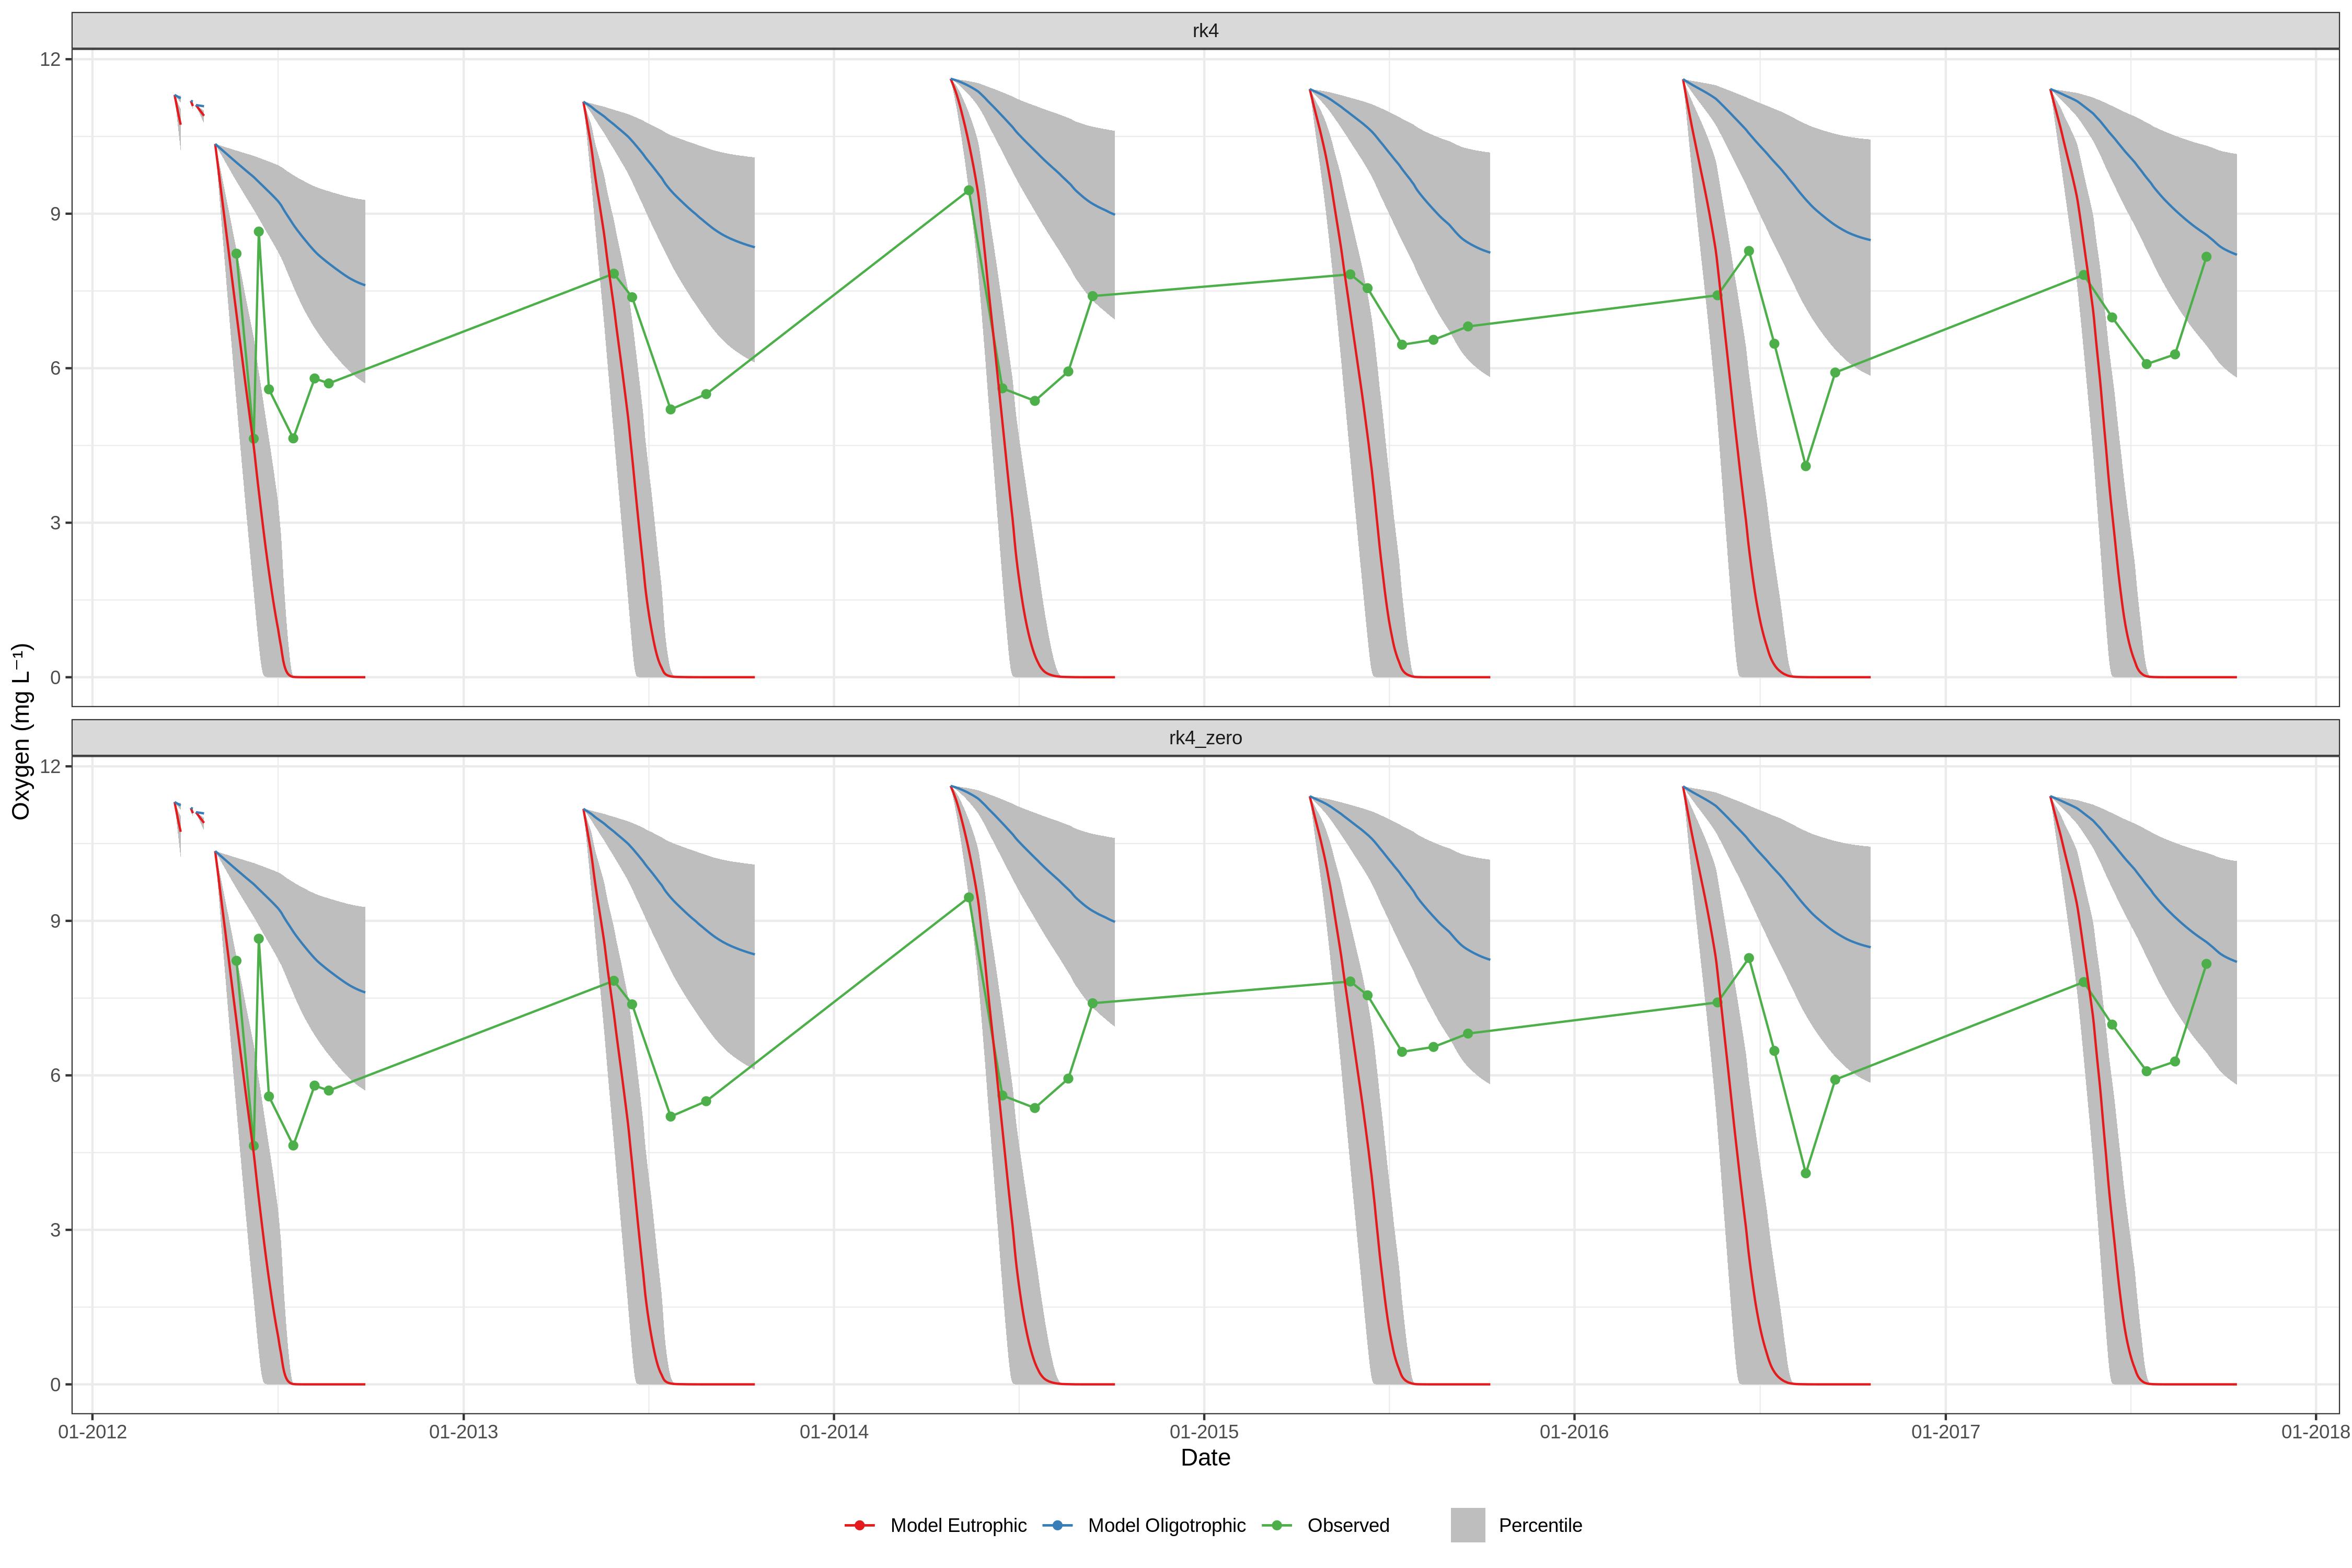 rk4
12
9
6
3
0
Oxygen (mg L⁻¹)
rk4_zero
12
9
6
3
0
01-2012 01-2013 01-2014 01-2015 01-2016 01-2017 01-2018
Date
Model Eutrophic Model Oligotrophic Observed Percentile